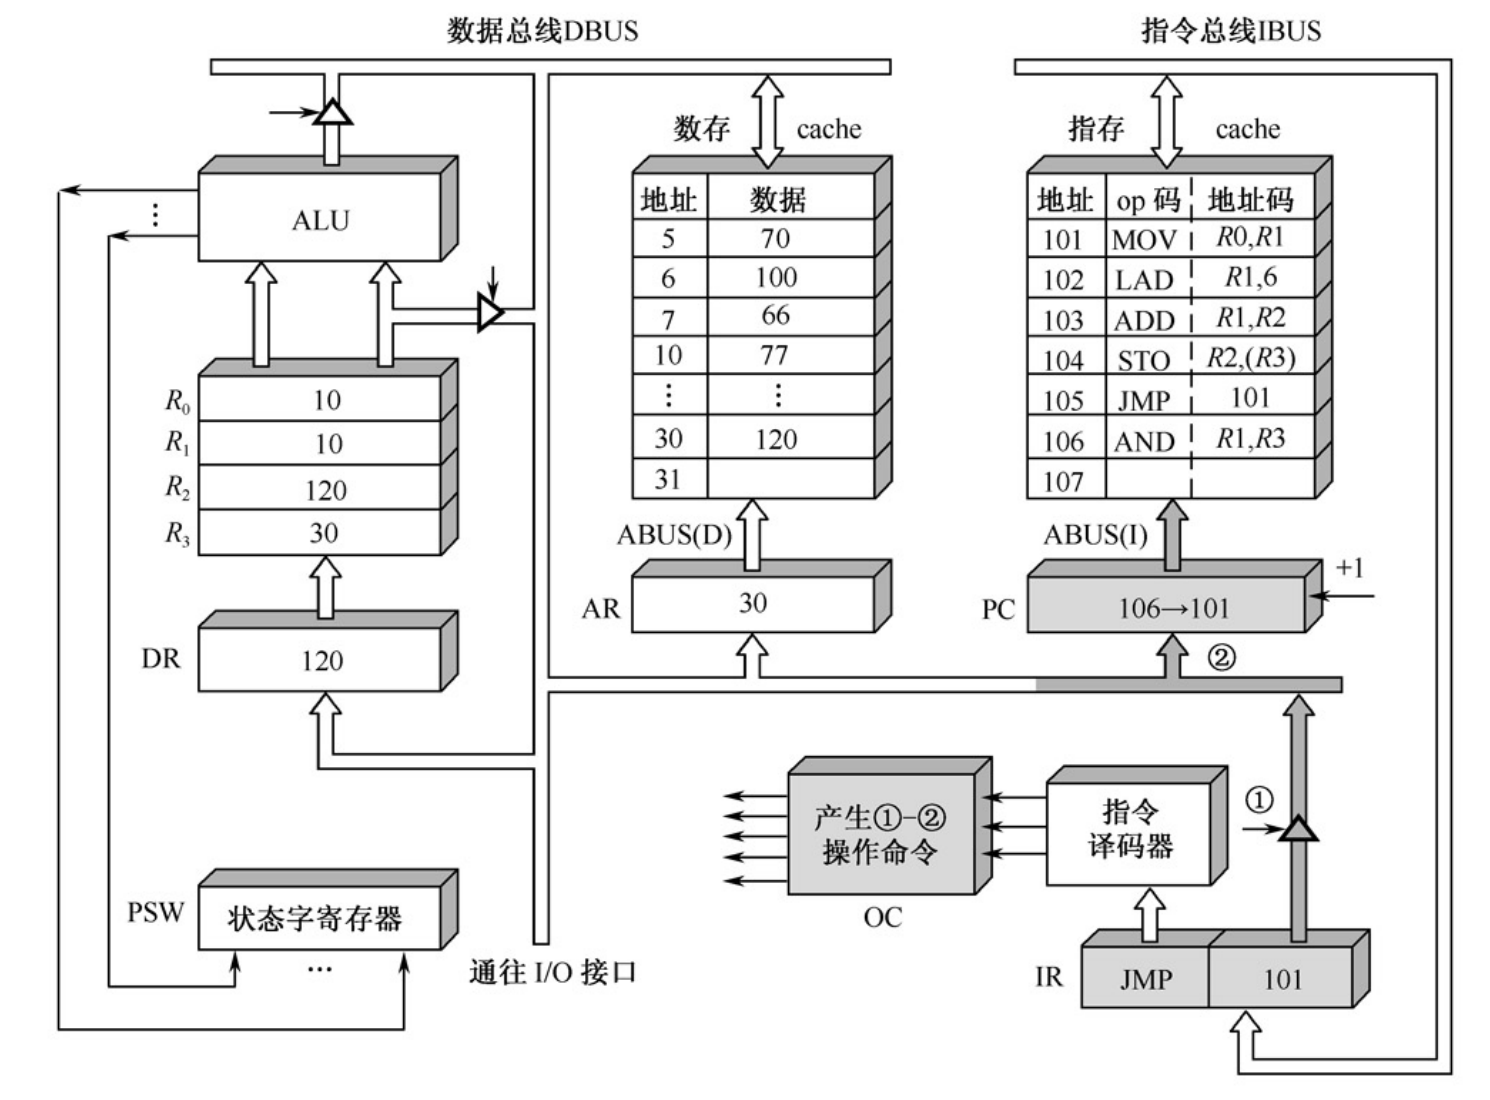 数据总线DBUS
指令总线IBUS
数存 cache
指存 cache
ALU
⋮
地址 数据
5 70
6 100
7 66
10 77
⋮ ⋮
30 120
31
地址 op 码 地址码
101 MOV R0,R1
102 LAD R1,6
103 ADD R1,R2
104 STO R2,(R3)
105 JMP 101
106 AND R1,R3
107
R0 10
R1 10
R2 120
R3 30
ABUS(D)
ABUS(I)
AR 30
PC 106→101
+1
②
DR 120
产生①-②
操作命令
OC
指令
译码器
①
PSW 状态字寄存器
…
通往 I/O 接口
IR JMP 101